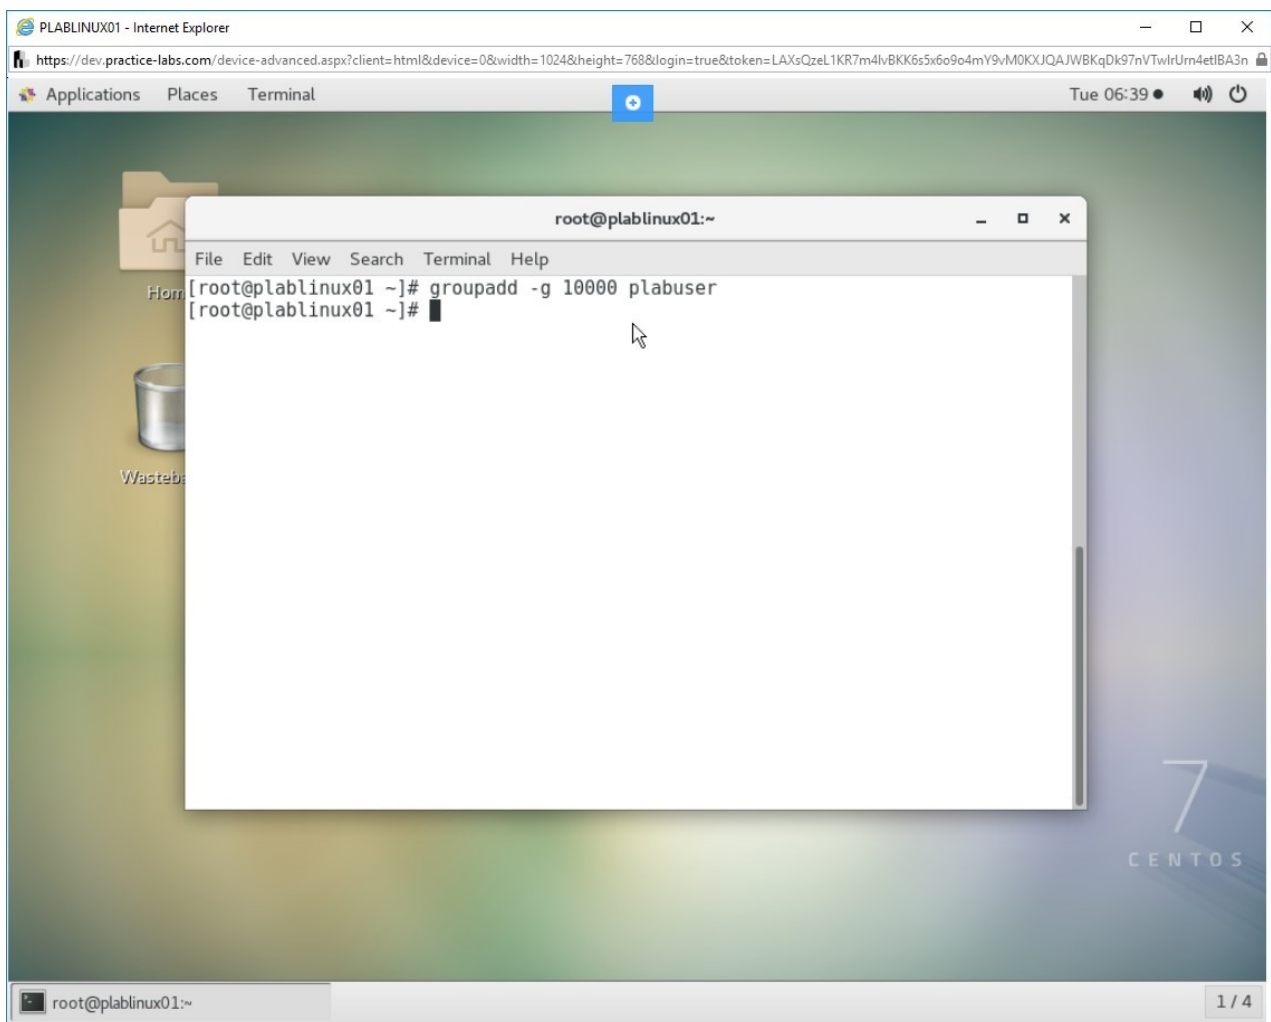 PLABLINUX01 - Internet Explorer
https://dev.practice-labs.com/device-advanced.aspx?client=html&device=0&width=1024&height=768&login=true&token=
Applications Places Terminal Tue 06:39
root@plablinux01:~
File Edit View Search Terminal Help
[root@plablinux01 ~]# groupadd -g 10000 plabuser
[root@plablinux01 ~]#
Hom
Wasteba
7
CENTOS
root@plablinux01:~ 1 / 4